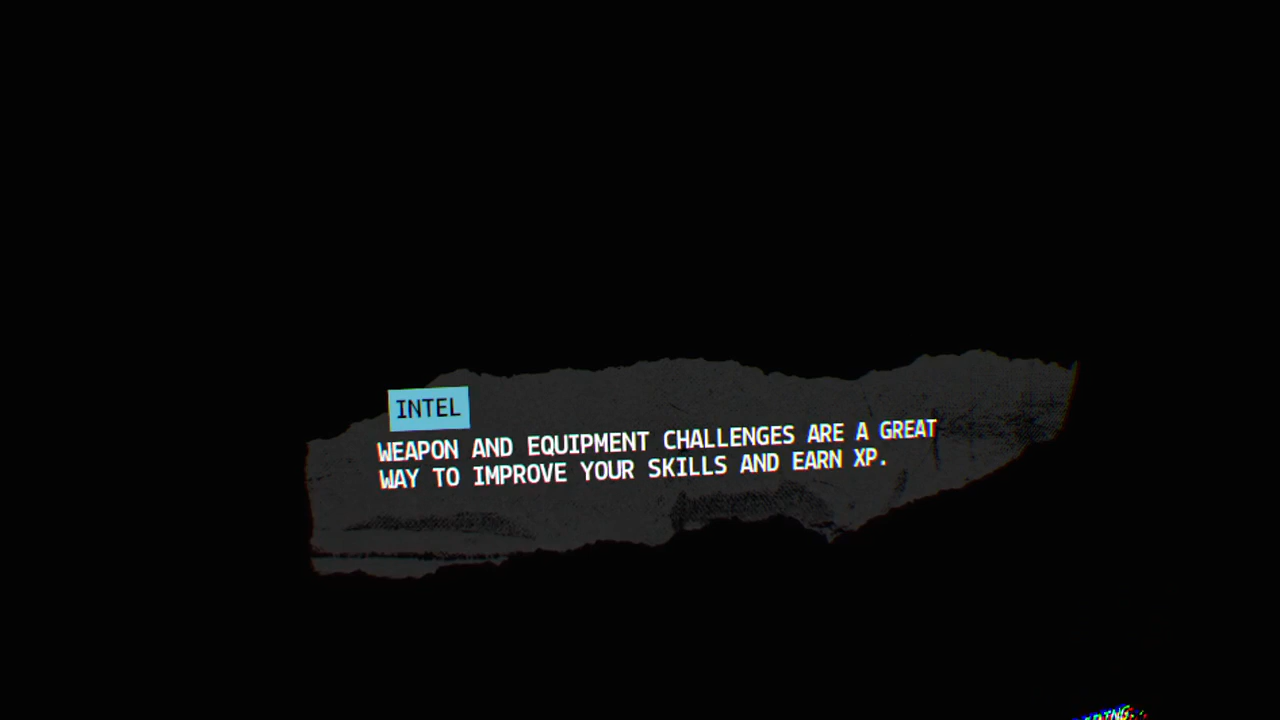 INTEL
WEAPON AND EQUIPMENT CHALLENGES ARE A GREAT
WAY TO IMPROVE YOUR SKILLS AND EARN XP.